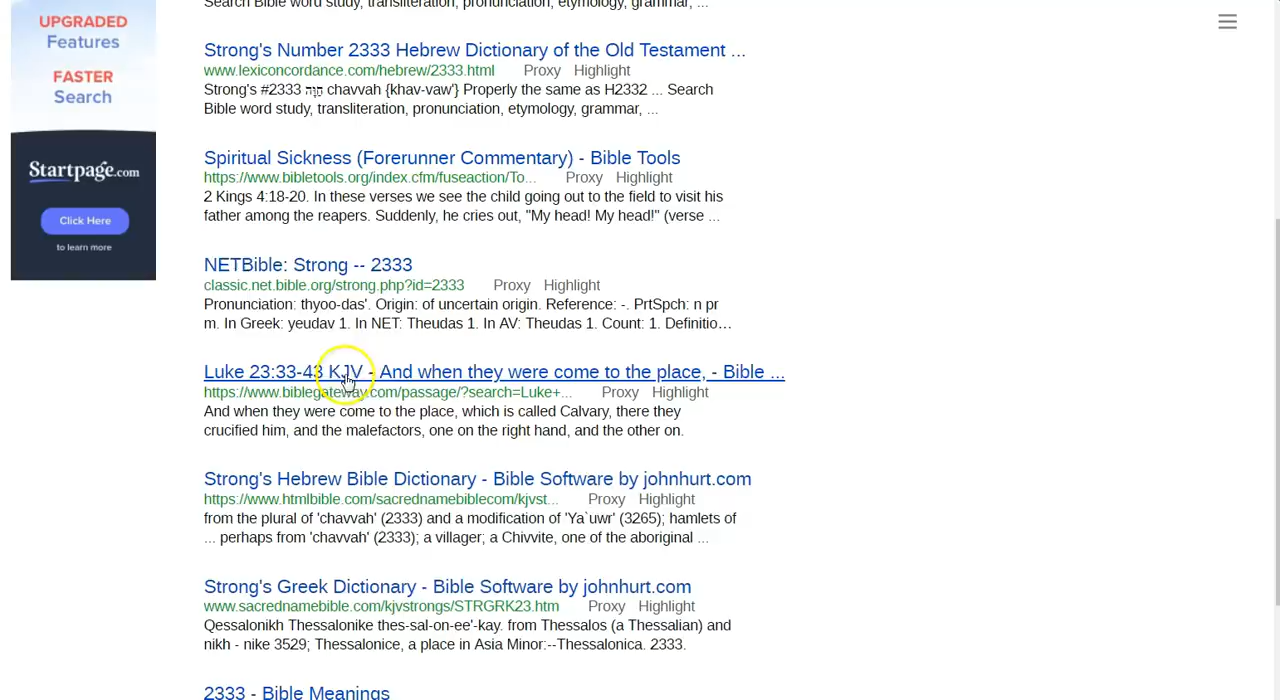 UPGRADED
Features
FASTER
Search
Startpage.com
Click Here
to learn more
Search Bible word study, transliteration, pronunciation, etymology, grammar, ...
Strong's Number 2333 Hebrew Dictionary of the Old Testament ...
www.lexiconcordance.com/hebrew/2333.html Proxy Highlight
Strong's #2333 חַוָּה chavvah {khav-vaw'} Properly the same as H2332 ... Search
Bible word study, transliteration, pronunciation, etymology, grammar, ...
Spiritual Sickness (Forerunner Commentary) - Bible Tools
https://www.bibletools.org/index.cfm/fuseaction/To... Proxy Highlight
2 Kings 4:18-20. In these verses we see the child going out to the field to visit his
father among the reapers. Suddenly, he cries out, "My head! My head!" (verse ...
NETBible: Strong -- 2333
classic.net.bible.org/strong.php?id=2333 Proxy Highlight
Pronunciation: thyoo-das'. Origin: of uncertain origin. Reference: -. PrtSpch: n pr
m. In Greek: yeudav 1. In NET: Theudas 1. In AV: Theudas 1. Count: 1. Definitio...
Luke 23:33-43 KJV - And when they were come to the place, - Bible ...
https://www.biblegateway.com/passage/?search=Luke+... Proxy Highlight
And when they were come to the place, which is called Calvary, there they
crucified him, and the malefactors, one on the right hand, and the other on.
Strong's Hebrew Bible Dictionary - Bible Software by johnhurt.com
https://www.htmlbible.com/sacrednamebiblecom/kjvst... Proxy Highlight
from the plural of 'chavvah' (2333) and a modification of 'Ya`uwr' (3265); hamlets of
... perhaps from 'chavvah' (2333); a villager; a Chivvite, one of the aboriginal ...
Strong's Greek Dictionary - Bible Software by johnhurt.com
www.sacrednamebible.com/kjvstrongs/STRGRK23.htm Proxy Highlight
Qessalonikh Thessalonike thes-sal-on-ee'-kay. from Thessalos (a Thessalian) and
nikh - nike 3529; Thessalonice, a place in Asia Minor:--Thessalonica. 2333.
2333 - Bible Meanings